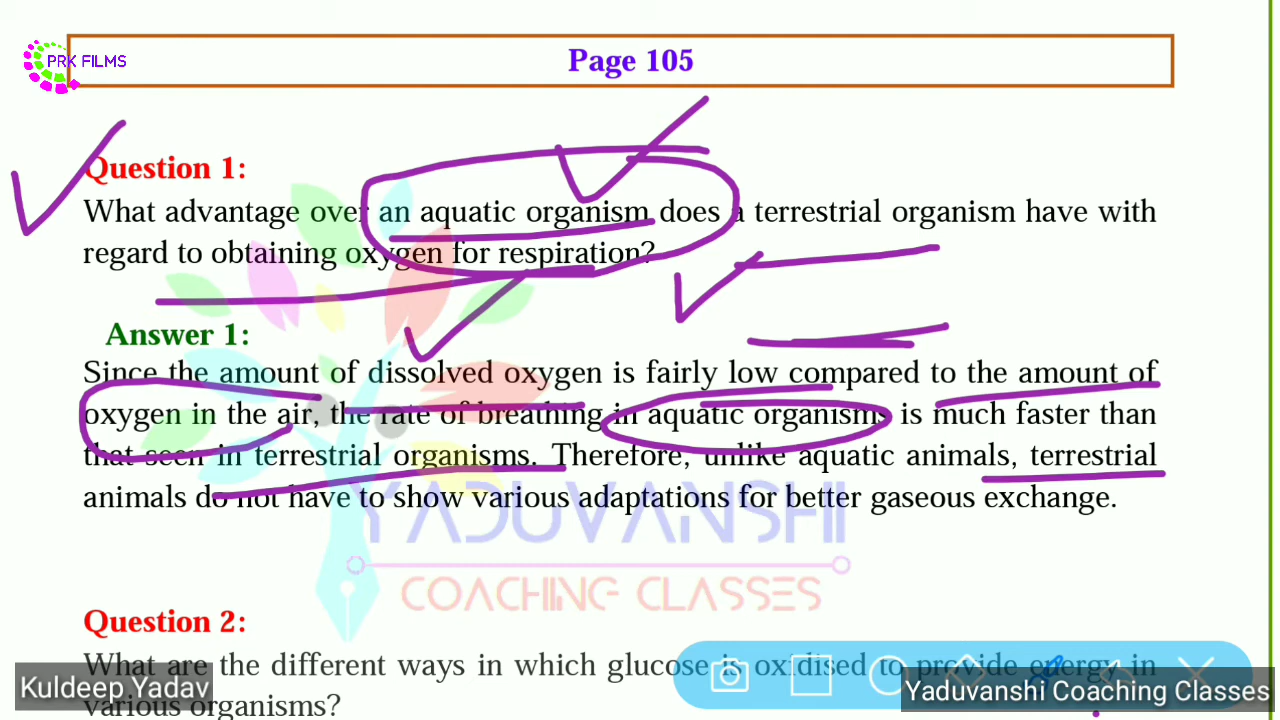 PRK FILMS
Page 105
Question 1:
What advantage over an aquatic organism does a terrestrial organism have with
regard to obtaining oxygen for respiration?
Answer 1:
Since the amount of dissolved oxygen is fairly low compared to the amount of
oxygen in the air, the rate of breathing in aquatic organisms is much faster than
that seen in terrestrial organisms. Therefore, unlike aquatic animals, terrestrial
animals do not have to show various adaptations for better gaseous exchange.
YADUVANSHI
COACHING CLASSES
Question 2:
What are the different ways in which glucose is oxidised to provide energy in
various organisms?
Kuldeep Yadav
Yaduvanshi Coaching Classes